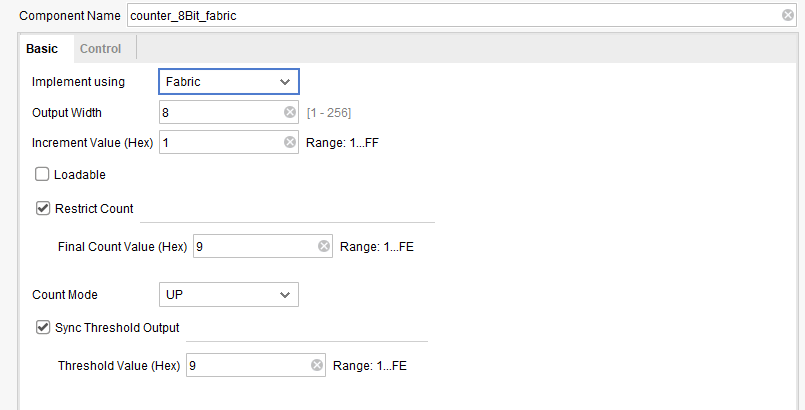 Component Name counter_8Bit_fabric
Basic Control
Implement using Fabric
Output Width 8 [1 - 256]
Increment Value (Hex) 1 Range: 1...FF
Loadable
Restrict Count
Final Count Value (Hex) 9 Range: 1...FE
Count Mode UP
Sync Threshold Output
Threshold Value (Hex) 9 Range: 1...FE